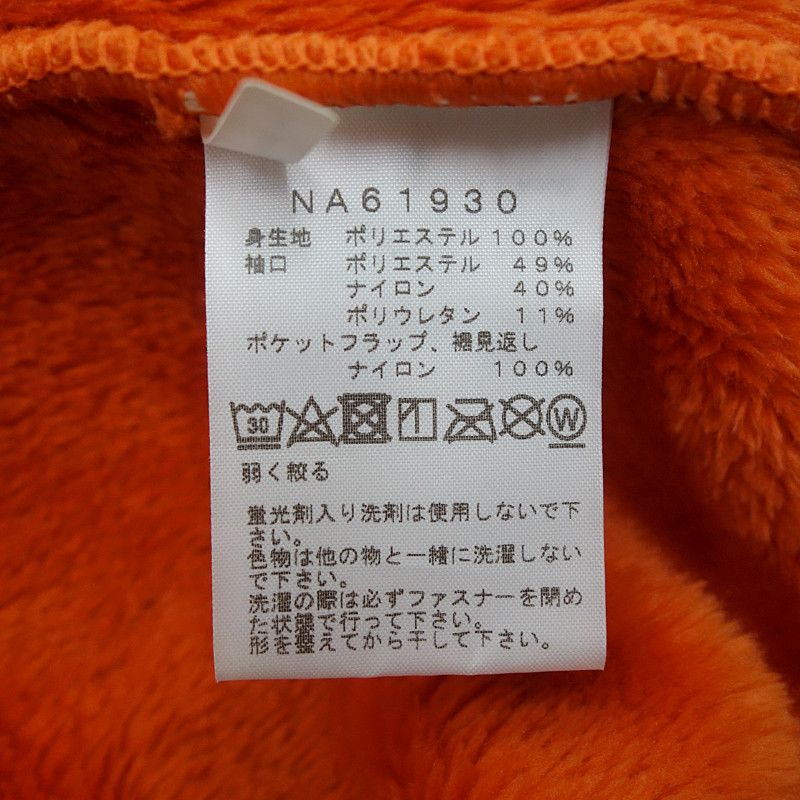 NA61930
身生地 ポリエステル 100%
袖口 ポリエステル 49%
ナイロン 40%
ポリウレタン 11%
ポケットフラップ、裾見返し
ナイロン 100%
30 W
弱く絞る
蛍光剤入り洗剤は使用しないで下
さい。
色物は他の物と一緒に洗濯しない
で下さい。
洗濯の際は必ずファスナーを閉め
た状態で行って下さい。
形を整えてから干して下さい。